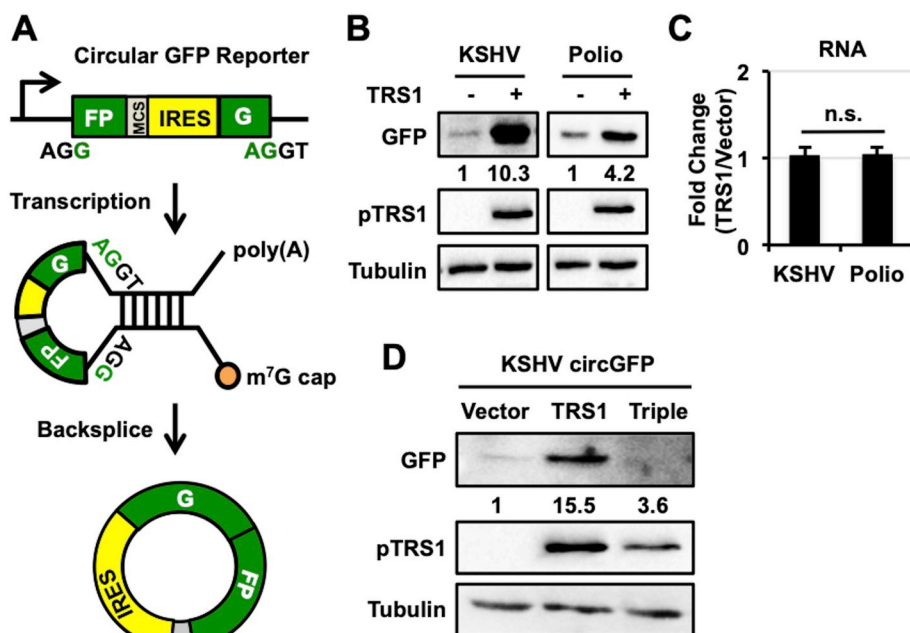 A
Circular GFP Reporter
FP MCS IRES G
AGG AGGT
Transcription
AGGT
poly(A)
G
FP
AGG
m⁷G cap
Backsplice
G
IRES
FP
B
KSHV Polio
TRS1 - + - +
GFP
1 10.3 1 4.2
pTRS1
Tubulin
C
RNA
Fold Change
(TRS1/Vector)
2
1
0
n.s.
KSHV Polio
D
KSHV circGFP
Vector TRS1 Triple
GFP
1 15.5 3.6
pTRS1
Tubulin